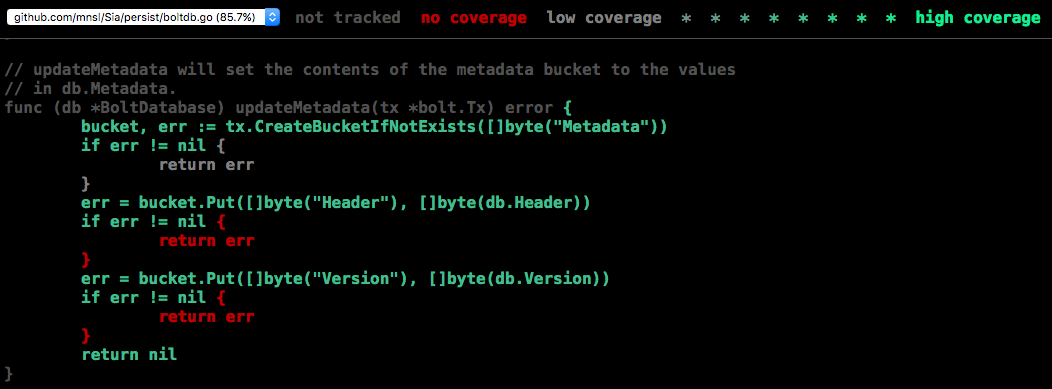 github.com/mnsl/Sia/persist/boltdb.go (85.7%) not tracked no coverage low coverage * * * * * * * * high coverage
// updateMetadata will set the contents of the metadata bucket to the values
// in db.Metadata.
func (db *BoltDatabase) updateMetadata(tx *bolt.Tx) error {
        bucket, err := tx.CreateBucketIfNotExists([]byte("Metadata"))
        if err != nil {
                return err
        }
        err = bucket.Put([]byte("Header"), []byte(db.Header))
        if err != nil {
                return err
        }
        err = bucket.Put([]byte("Version"), []byte(db.Version))
        if err != nil {
                return err
        }
        return nil
}